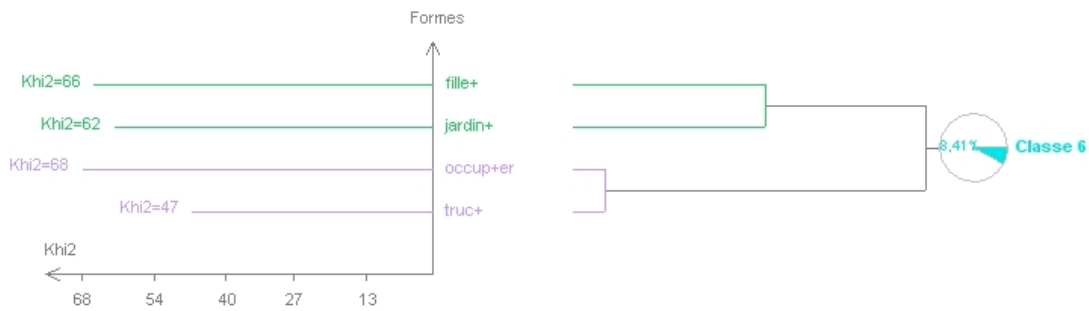 Formes
Khi2=66 fille+
Khi2=62 jardin+
8,41% Classe 6
Khi2=68 occup+er
Khi2=47 truc+
Khi2
68 54 40 27 13